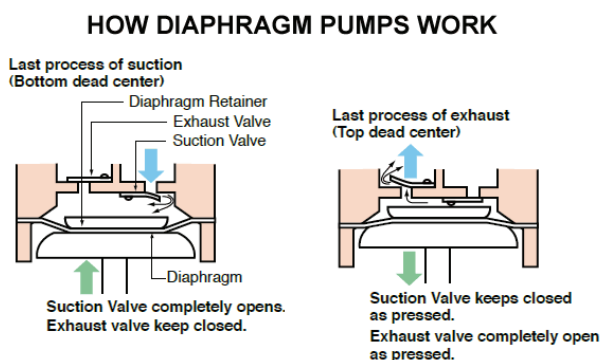 HOW DIAPHRAGM PUMPS WORK
Last process of suction
(Bottom dead center)
Diaphragm Retainer
Exhaust Valve
Suction Valve
Diaphragm
Suction Valve completely opens.
Exhaust valve keep closed.
Last process of exhaust
(Top dead center)
Suction Valve keeps closed
as pressed.
Exhaust valve completely open
as pressed.